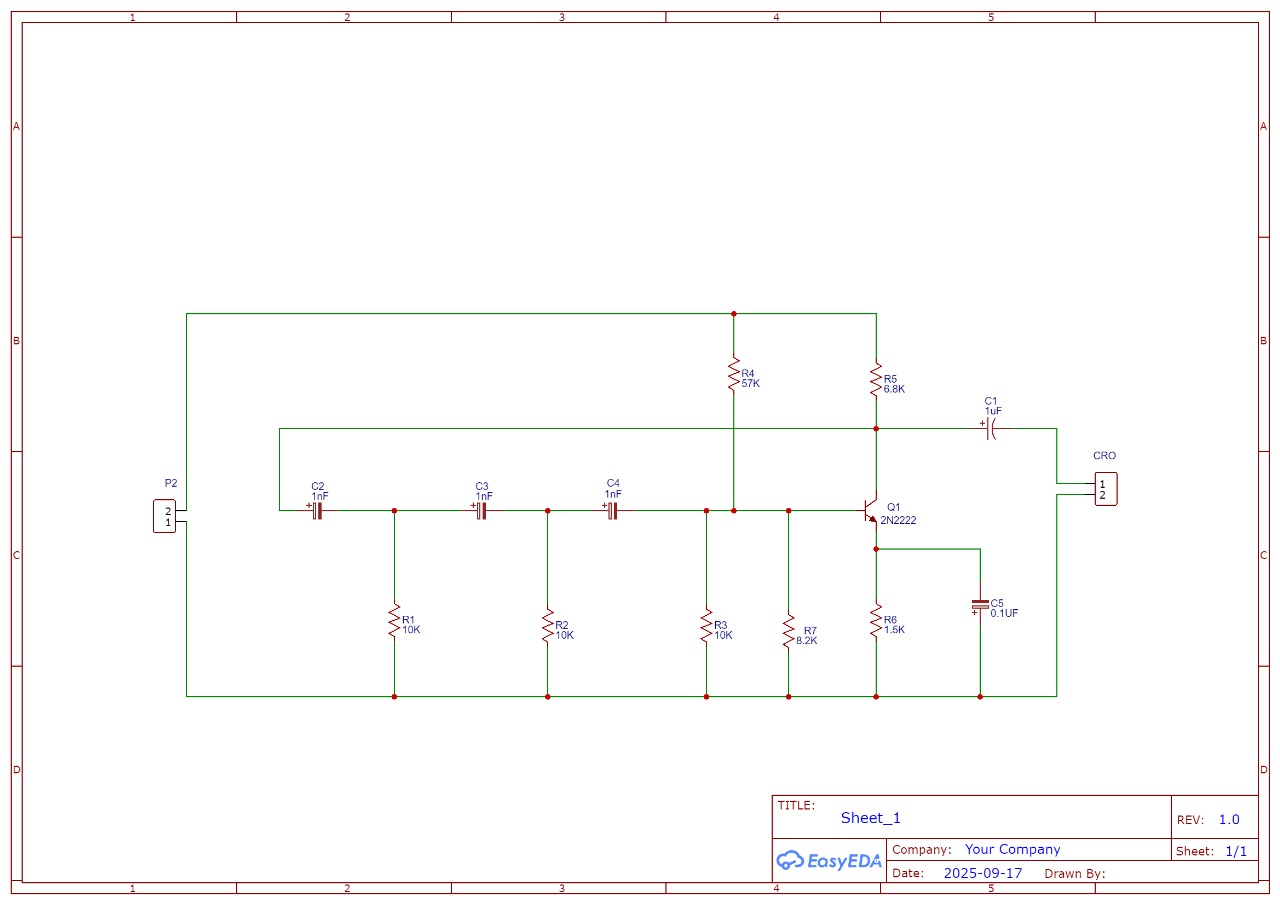 1 2 3 4 5
A A
B B
R4
57K
R5
6.8K
C1
1uF
+
CRO
1
2
P2
2
1
C2
1nF
+
C3
1nF
+
C4
1nF
+
Q1
2N2222
C C
R1
10K
R2
10K
R3
10K
R7
8.2K
R6
1.5K
C5
0.1UF
+
D D
TITLE:
Sheet_1
REV: 1.0
EasyEDA
Company: Your Company
Sheet: 1/1
Date: 2025-09-17 Drawn By:
1 2 3 4 5